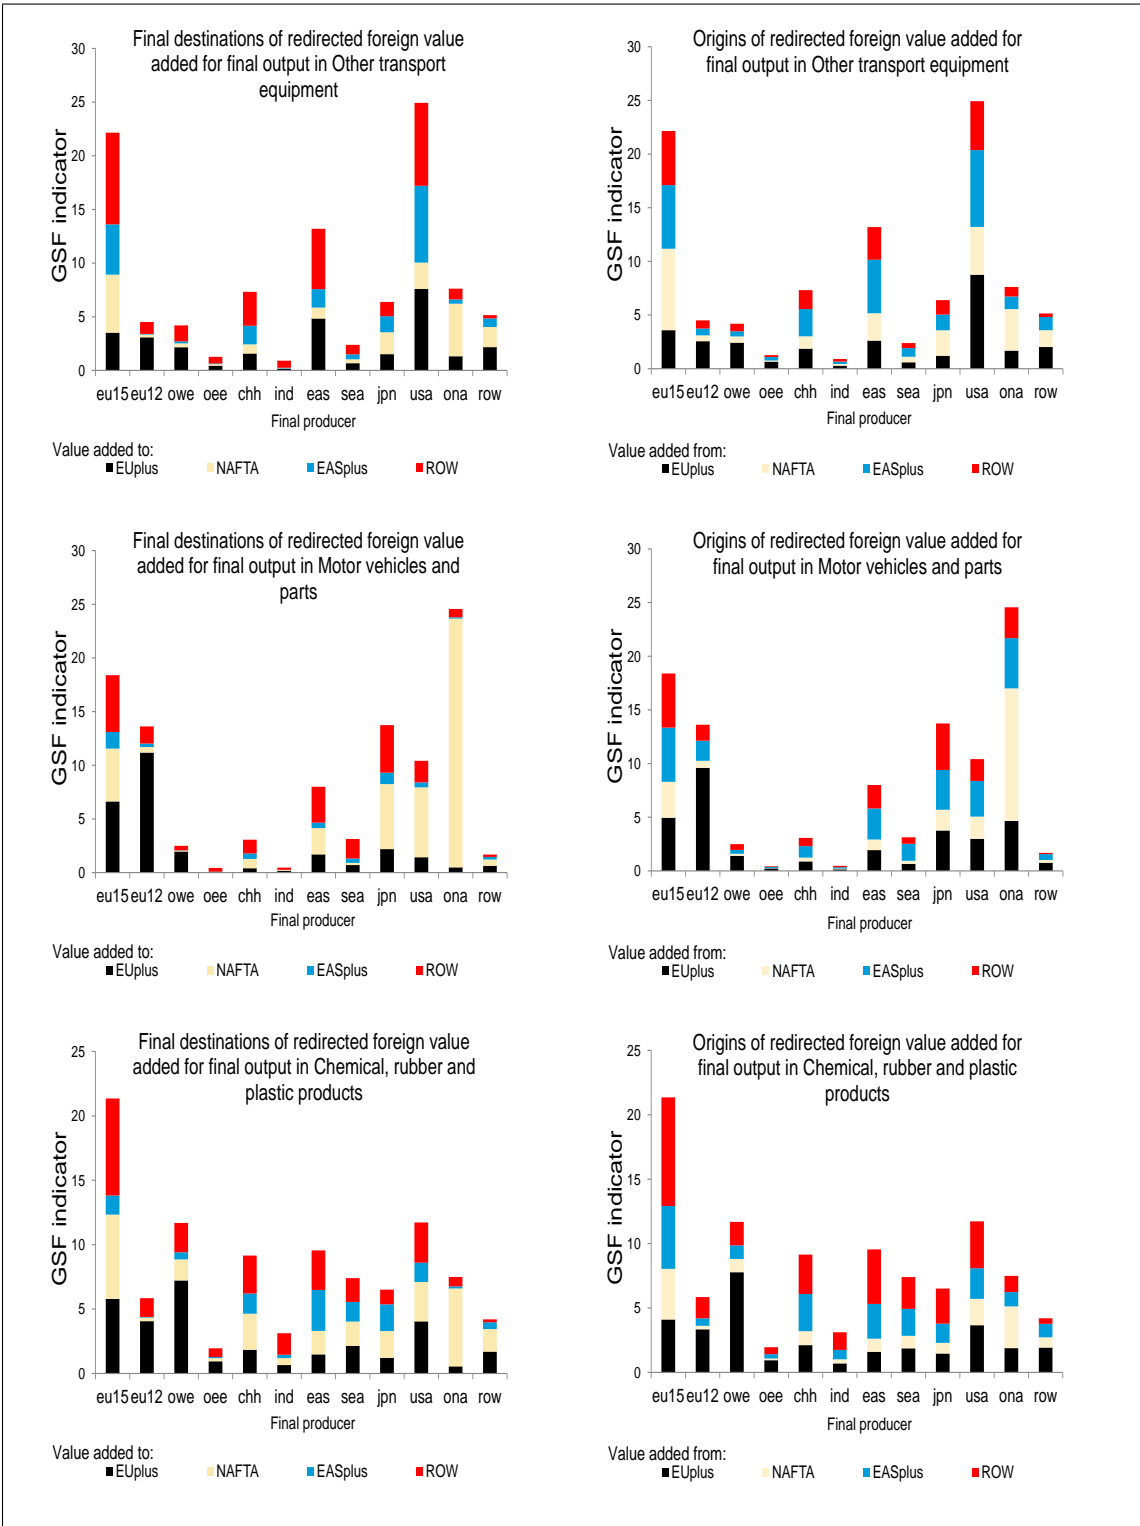 Final destinations of redirected foreign value
added for final output in Other transport
equipment
GSF indicator
30
25
20
15
10
5
0
eu15 eu12 owe oee chh ind eas sea jpn usa ona row
Final producer
Value added to:
EUplus NAFTA EASplus ROW
Origins of redirected foreign value added for
final output in Other transport equipment
GSF indicator
30
25
20
15
10
5
0
eu15 eu12 owe oee chh ind eas sea jpn usa ona row
Final producer
Value added from:
EUplus NAFTA EASplus ROW
Final destinations of redirected foreign value
added for final output in Motor vehicles and
parts
GSF indicator
30
25
20
15
10
5
0
eu15 eu12 owe oee chh ind eas sea jpn usa ona row
Final producer
Value added to:
EUplus NAFTA EASplus ROW
Origins of redirected foreign value added for
final output in Motor vehicles and parts
GSF indicator
30
25
20
15
10
5
0
eu15 eu12 owe oee chh ind eas sea jpn usa ona row
Final producer
Value added from:
EUplus NAFTA EASplus ROW
Final destinations of redirected foreign value
added for final output in Chemical, rubber and
plastic products
GSF indicator
25
20
15
10
5
0
eu15 eu12 owe oee chh ind eas sea jpn usa ona row
Final producer
Value added to:
EUplus NAFTA EASplus ROW
Origins of redirected foreign value added for
final output in Chemical, rubber and plastic
products
GSF indicator
25
20
15
10
5
0
eu15 eu12 owe oee chh ind eas sea jpn usa ona row
Final producer
Value added from:
EUplus NAFTA EASplus ROW